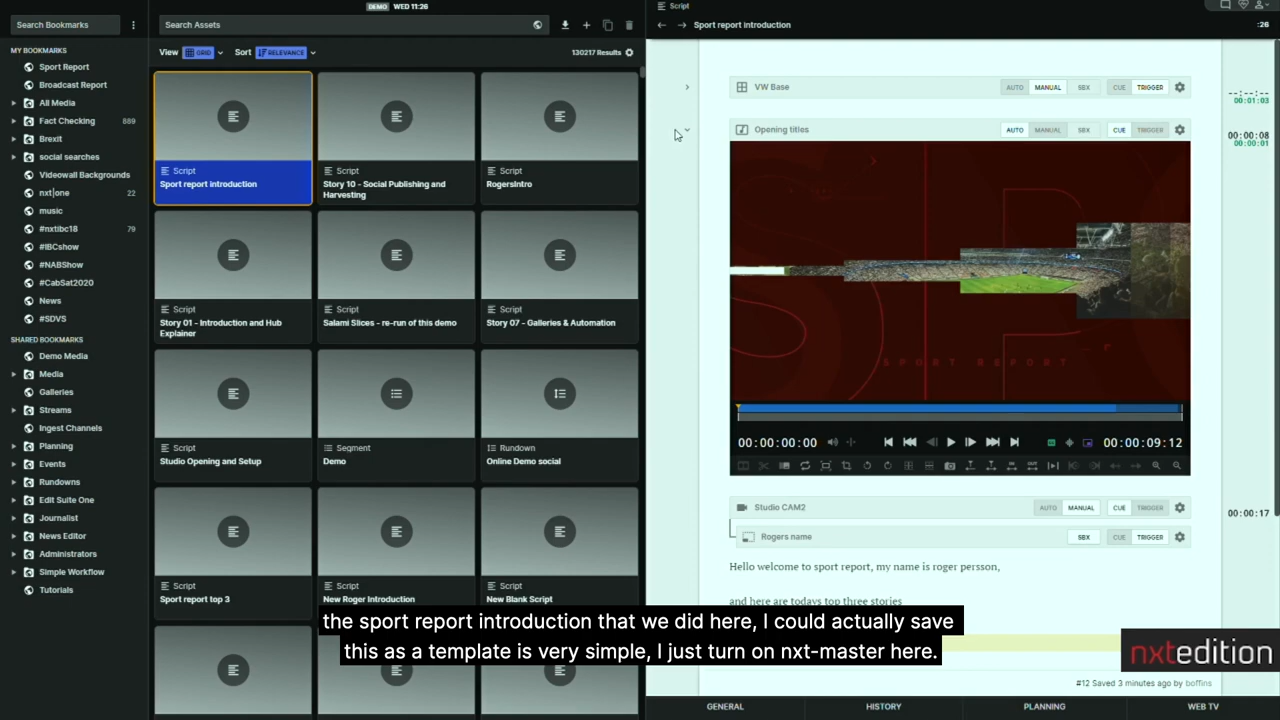 DEMO WED 11:26
Search Bookmarks
MY BOOKMARKS
Sport Report
Broadcast Report
All Media
Fact Checking 889
Brexit
social searches
Videowall Backgrounds
nxt|one 22
music
#nxtibc18 79
#IBCshow
#NABShow
#CabSat2020
News
#SDVS
SHARED BOOKMARKS
Demo Media
Media
Featured
Galleries
Streams
Ingest Channels
Planning
Events
Rundowns
Edit Suite One
Journalist
News Editor
Administrators
Simple Workflow
Tutorials
Search Assets
View GRID Sort RELEVANCE 130217 Results
Script
Sport report introduction
Script
Story 10 - Social Publishing and
Harvesting
Script
RogersIntro
Script
Story 01 - Introduction and Hub
Explainer
Script
Salami Slices - re-run of this demo
Script
Story 07 - Galleries & Automation
Script
Studio Opening and Setup
Segment
Demo
Rundown
Online Demo social
Script
Sport report top 3
Script
New Roger Introduction
Script
New Blank Script
Script
Sport report introduction :26
VW Base AUTO MANUAL SBX CUE TRIGGER
--:--:--
00:01:03
Opening titles AUTO MANUAL SBX CUE TRIGGER
00:00:08
00:00:01
SPORT REPORT
00:00:00:00 00:00:09:12
Studio CAM2 AUTO MANUAL CUE TRIGGER
00:00:17
Rogers name SBX CUE TRIGGER
Hello welcome to sport report, my name is roger persson,
and here are todays top three stories
the sport report introduction that we did here, I could actually save
this as a template is very simple, I just turn on nxt-master here.
nxtedition
#12 Saved 3 minutes ago by boffins
GENERAL HISTORY PLANNING WEB TV